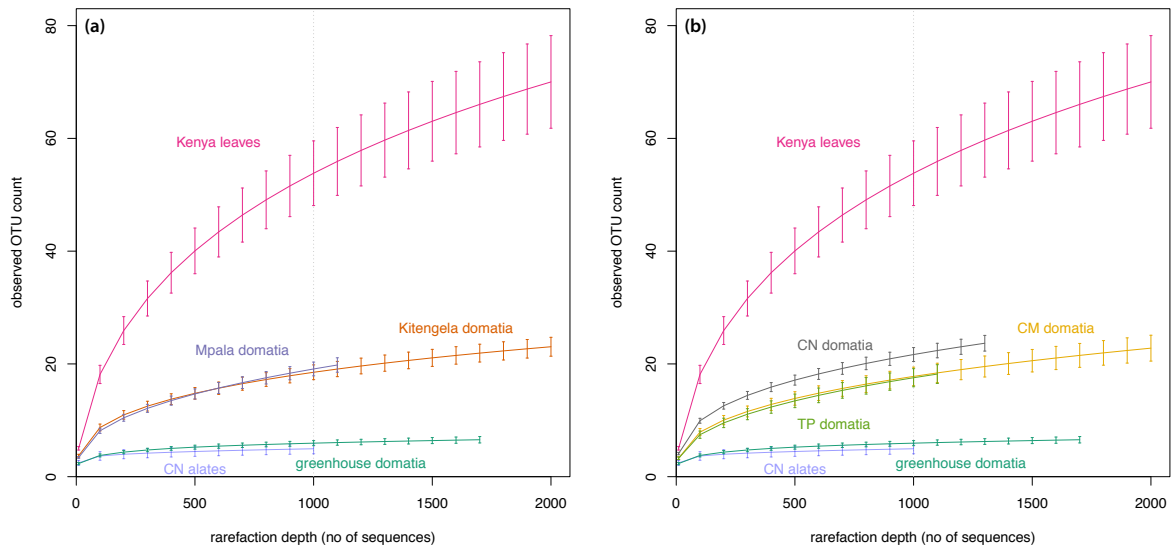 (a)
80
60
40
20
0
observed OTU count
Kenya leaves
Kitengela domatia
Mpala domatia
greenhouse domatia
CN alates
0 500 1000 1500 2000
rarefaction depth (no of sequences)
(b)
80
60
40
20
0
observed OTU count
Kenya leaves
CM domatia
CN domatia
TP domatia
greenhouse domatia
CN alates
0 500 1000 1500 2000
rarefaction depth (no of sequences)